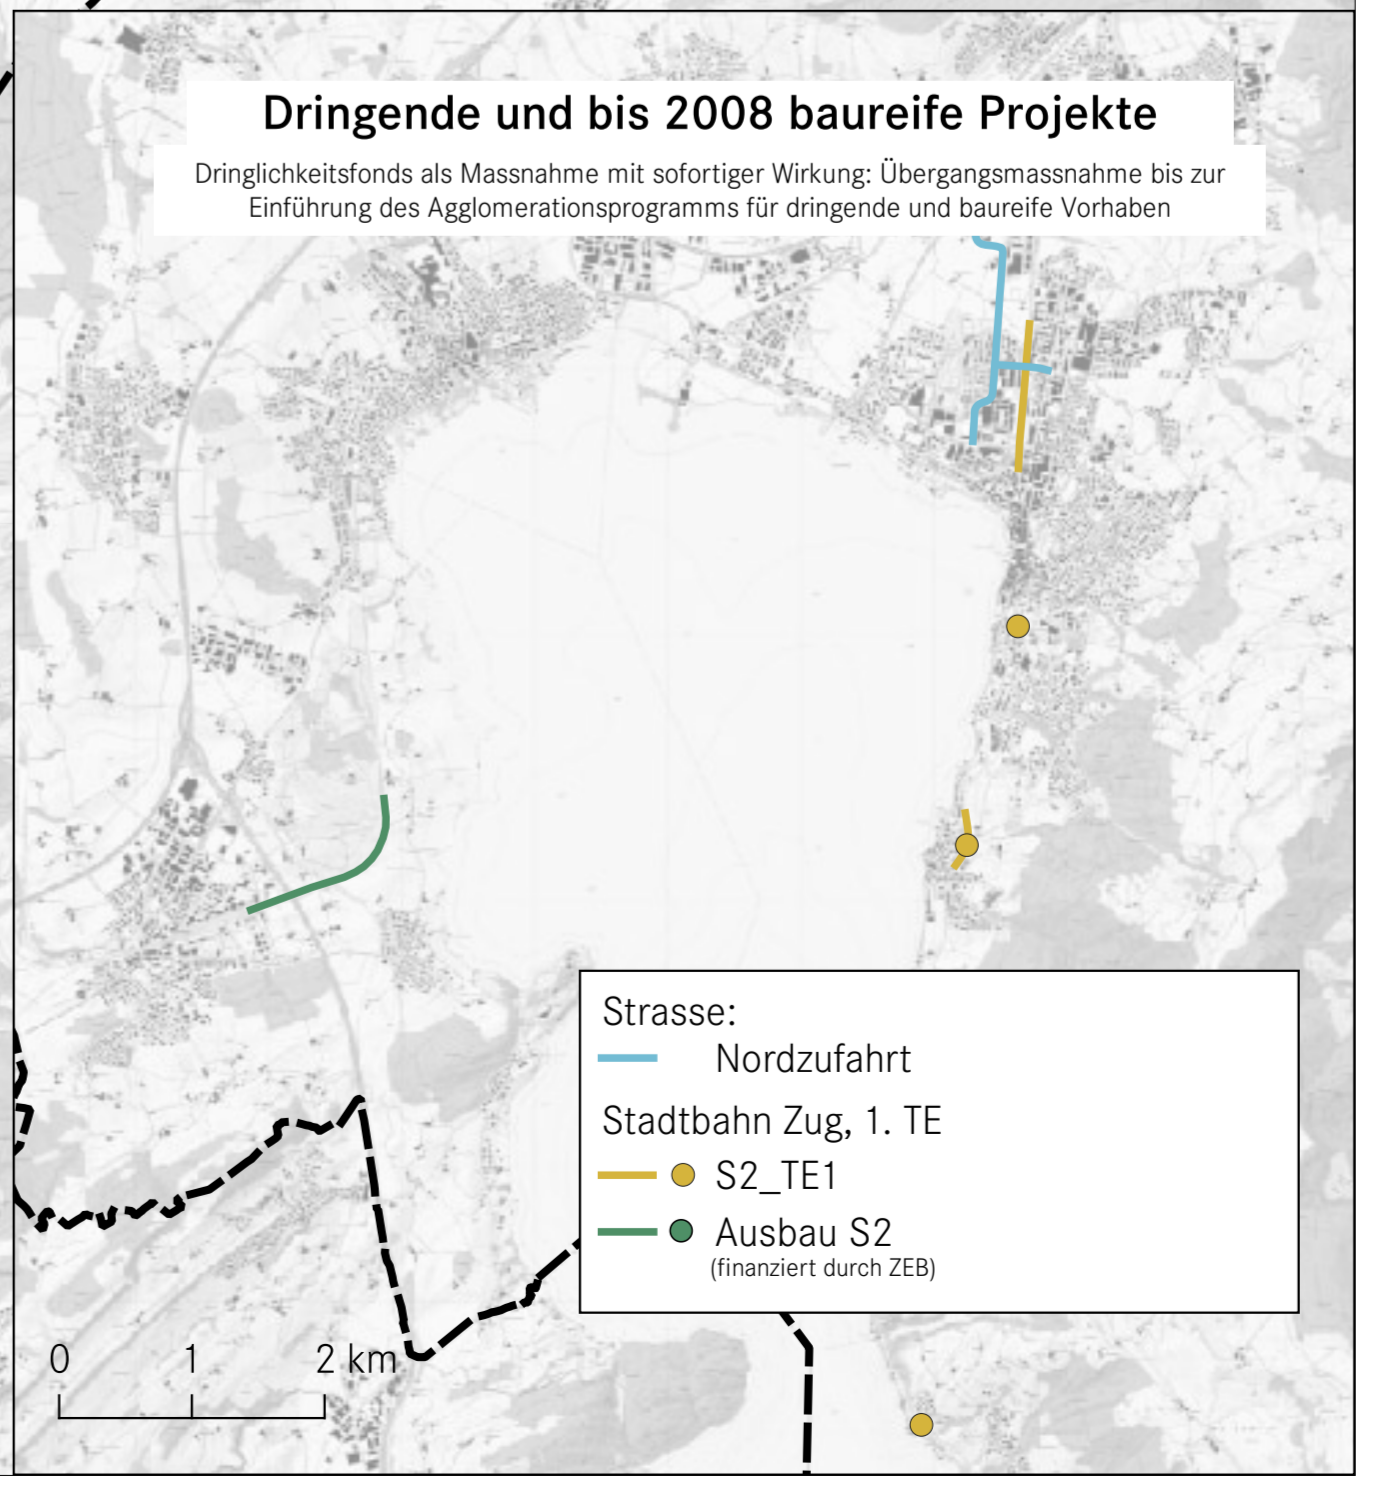 Dringende und bis 2008 baureife Projekte
Dringlichkeitsfonds als Massnahme mit sofortiger Wirkung: Übergangsmassnahme bis zur
Einführung des Agglomerationsprogramms für dringende und baureife Vorhaben
Strasse:
Nordzufahrt
Stadtbahn Zug, 1. TE
S2_TE1
Ausbau S2
(finanziert durch ZEB)
0 1 2 km